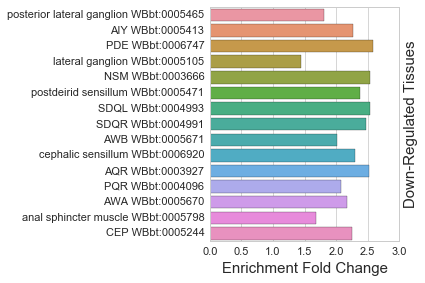 posterior lateral ganglion WBbt:0005465
AIY WBbt:0005413
PDE WBbt:0006747
lateral ganglion WBbt:0005105
NSM WBbt:0003666
postdeirid sensillum WBbt:0005471
SDQL WBbt:0004993
SDQR WBbt:0004991
AWB WBbt:0005671
cephalic sensillum WBbt:0006920
AQR WBbt:0003927
PQR WBbt:0004096
AWA WBbt:0005670
anal sphincter muscle WBbt:0005798
CEP WBbt:0005244
0.0 0.5 1.0 1.5 2.0 2.5 3.0
Enrichment Fold Change
Down-Regulated Tissues